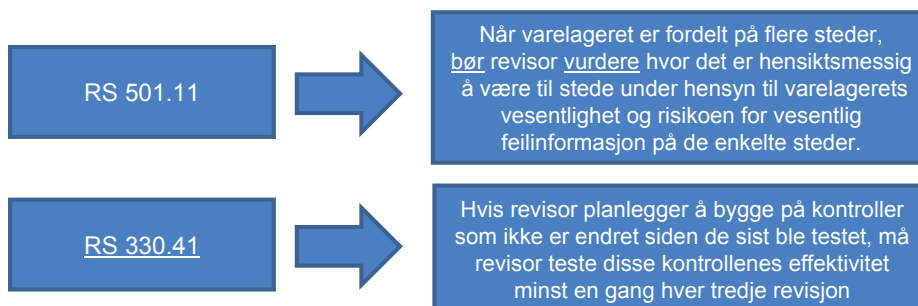 RS 501.11
Når varelageret er fordelt på flere steder,
bør revisor vurdere hvor det er hensiktsmessig
å være til stede under hensyn til varelagerets
vesentlighet og risikoen for vesentlig
feilinformasjon på de enkelte steder.
RS 330.41
Hvis revisor planlegger å bygge på kontroller
som ikke er endret siden de sist ble testet, må
revisor teste disse kontrollenes effektivitet
minst en gang hver tredje revisjon